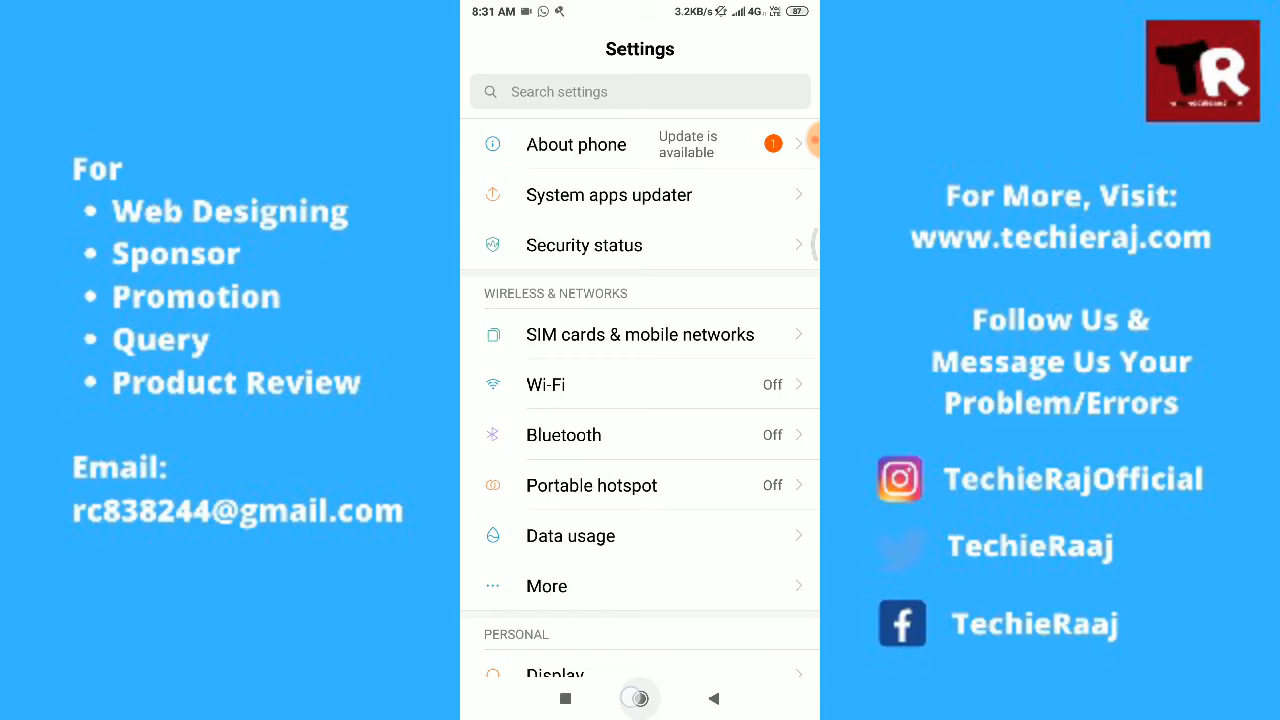 8:31 AM
3.2KB/s 4G VoLTE 87
Settings
Search settings
About phone
Update is
available
1
System apps updater
Security status
WIRELESS & NETWORKS
SIM cards & mobile networks
Wi-Fi Off
Bluetooth Off
Portable hotspot Off
Data usage
More
PERSONAL
Display
For
• Web Designing
• Sponsor
• Promotion
• Query
• Product Review
Email:
rc838244@gmail.com
TR
For More, Visit:
www.techieraj.com
Follow Us &
Message Us Your
Problem/Errors
TechieRajOfficial
TechieRaaj
f TechieRaaj